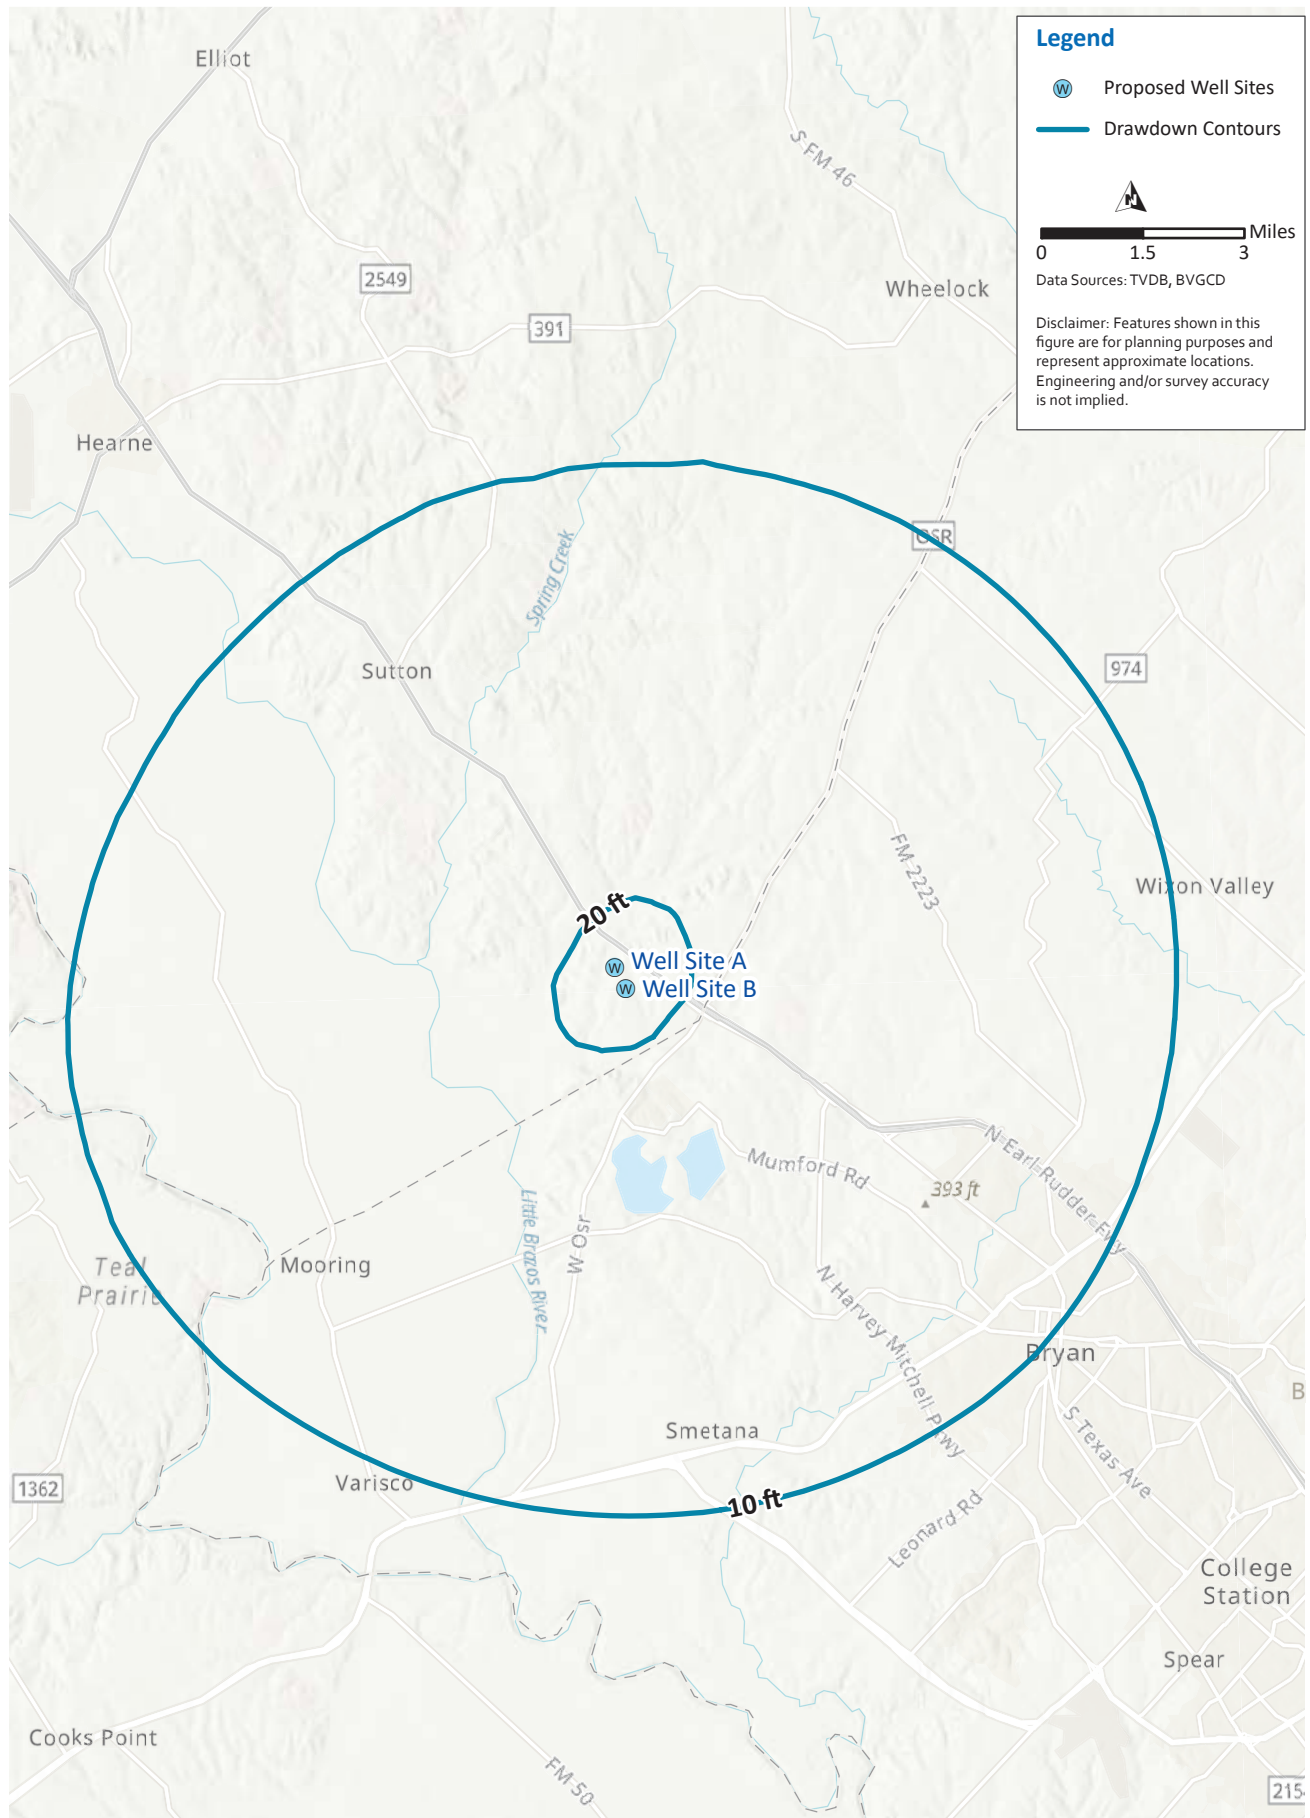 Legend
W Proposed Well Sites
Drawdown Contours
N
Miles
0 1.5 3
Data Sources: TVDB, BVGCD
Disclaimer: Features shown in this
figure are for planning purposes and
represent approximate locations.
Engineering and/or survey accuracy
is not implied.
Elliot
S FM 46
2549
Wheelock
391
Hearne
OSR
Spring Creek
Sutton
974
FM 2223
Wixon Valley
20 ft
W Well Site A
W Well Site B
N Earl Rudder Fwy
Mumford Rd
393 ft
Little Brazos River
W Osr
Teal
Prairie
Mooring
N Harvey Mitchell Pkwy
Bryan
B
S Texas Ave
Smetana
Varisco
1362
10 ft
Leonard Rd
College
Station
Spear
Cooks Point
FM 50
215